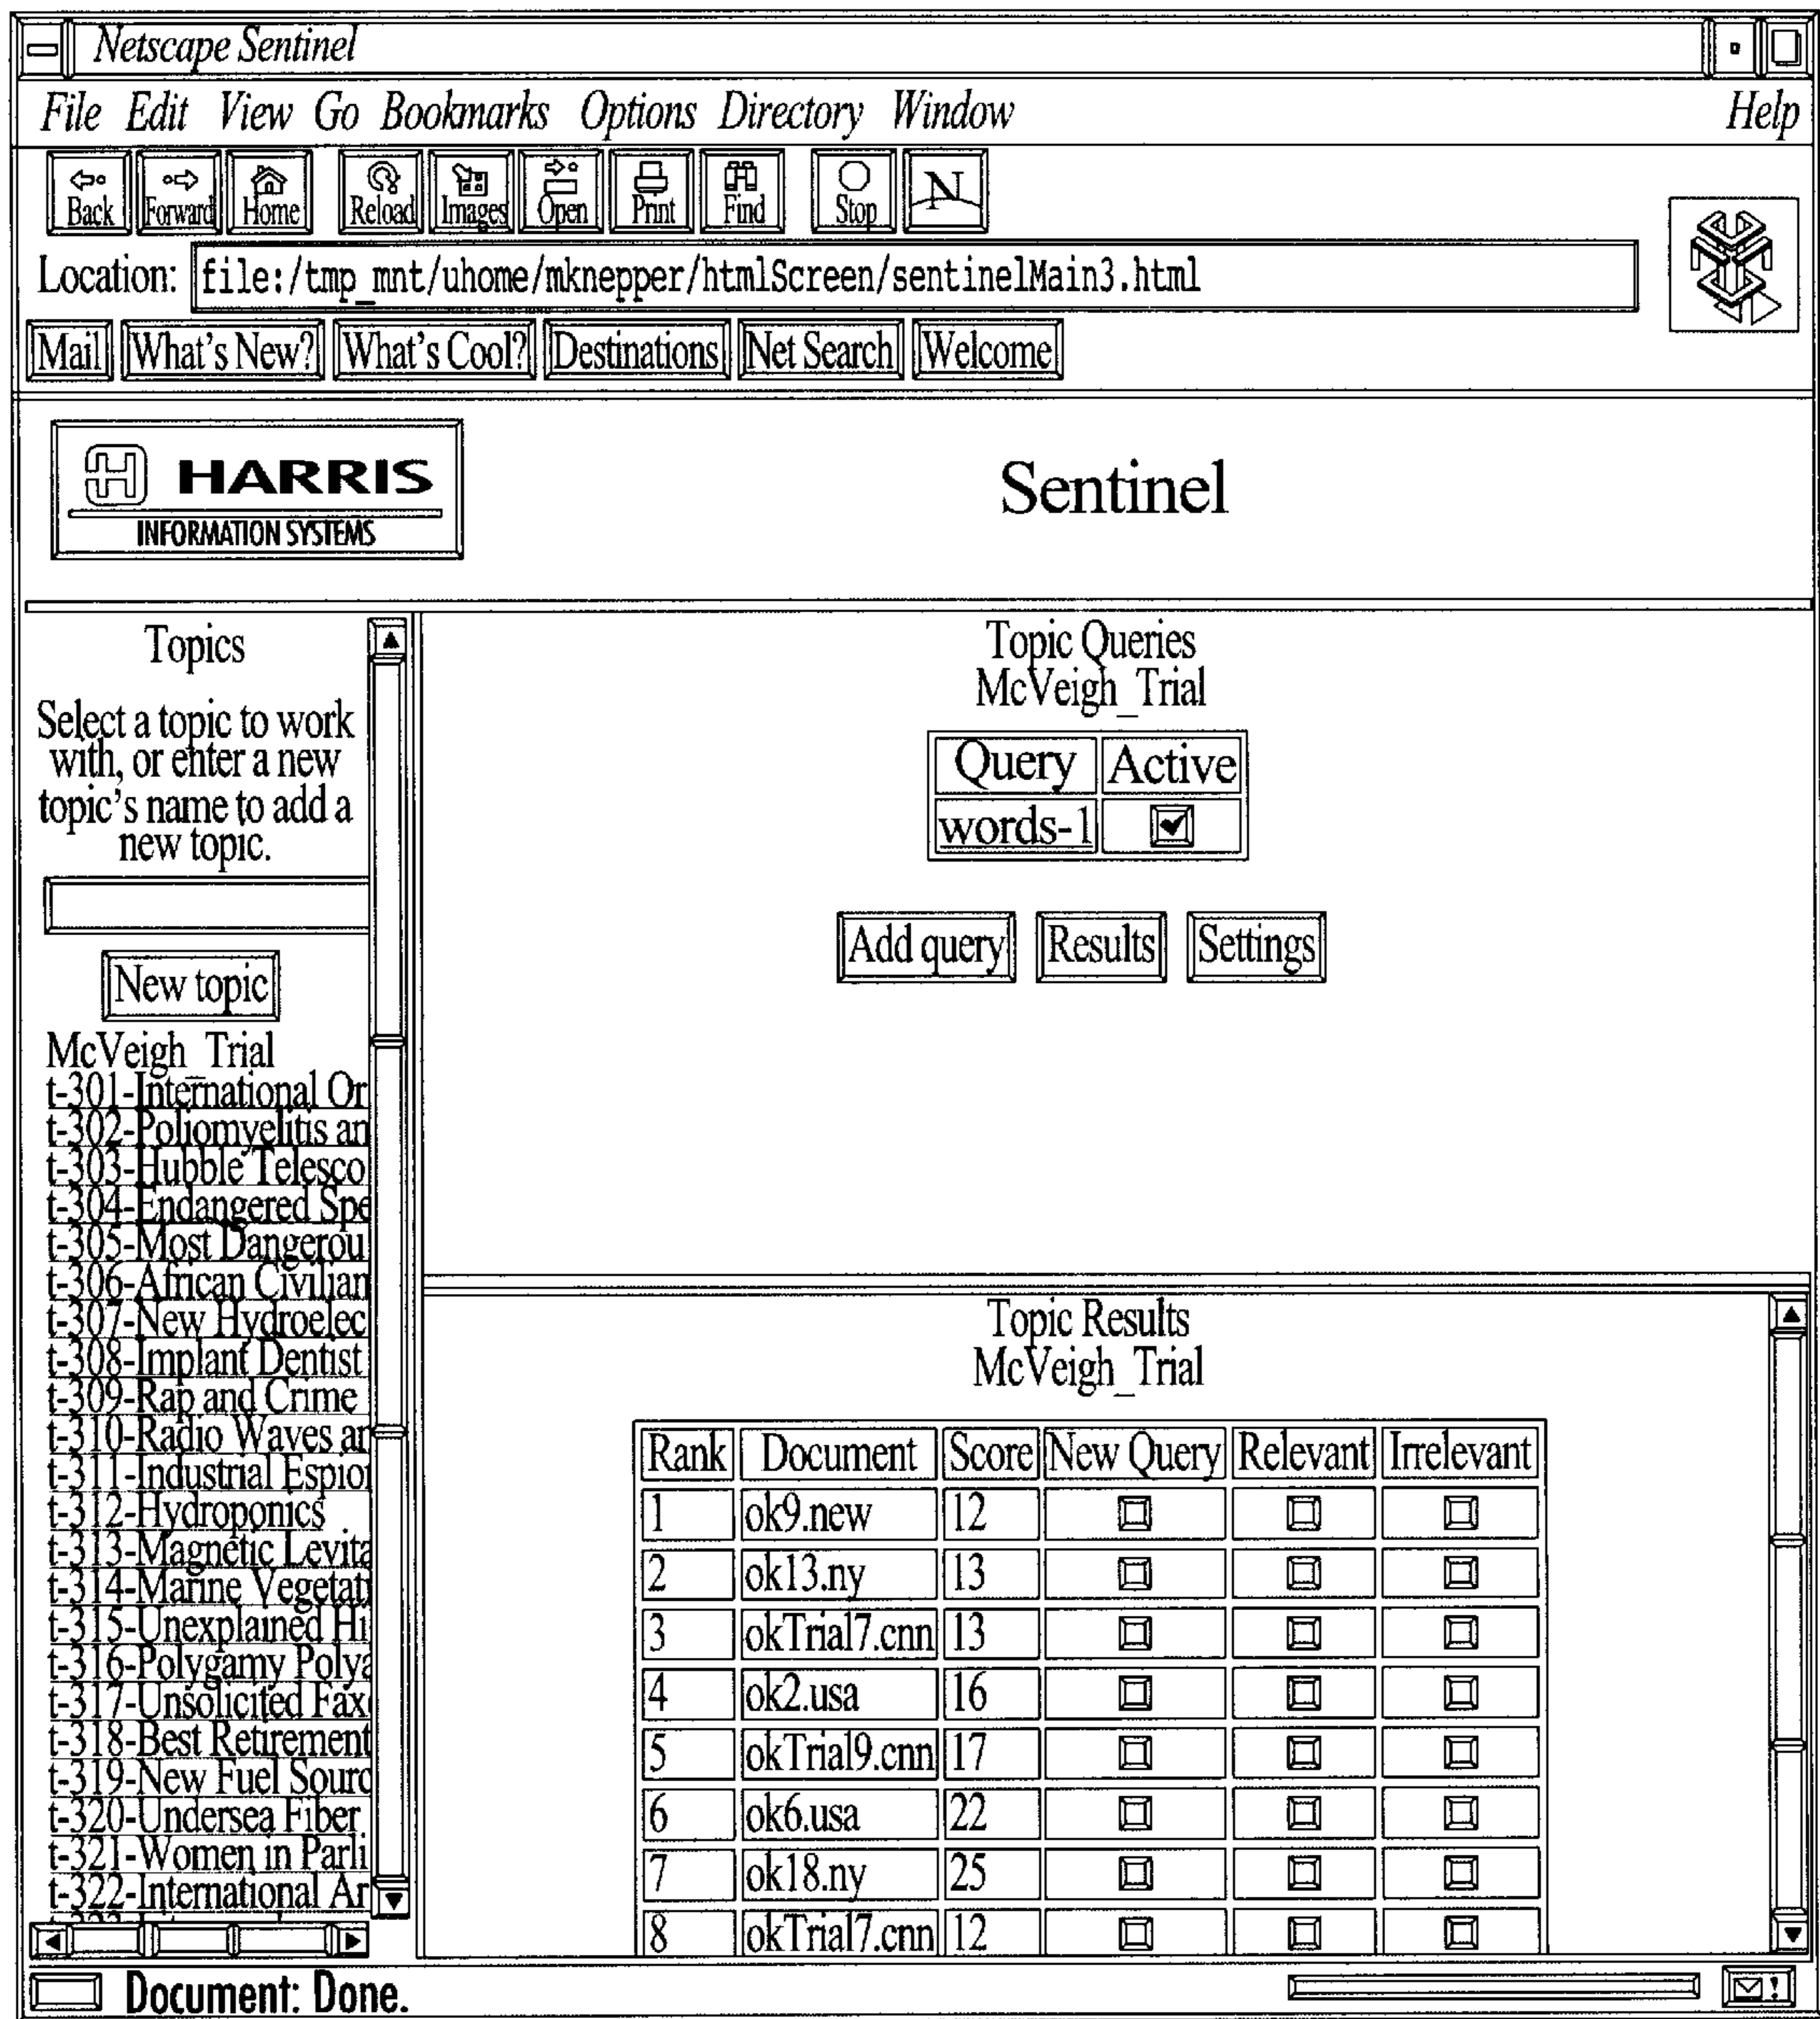 Netscape Sentinel
File Edit View Go Bookmarks Options Directory Window Help
Back Forward Home Reload Images Open Print Find Stop N
Location: file:/tmp_mnt/uhome/mknepper/htmlScreen/sentinelMain3.html
Mail What's New? What's Cool? Destinations Net Search Welcome
HARRIS
INFORMATION SYSTEMS
Sentinel
Topics
Select a topic to work
with, or enter a new
topic's name to add a
new topic.
New topic
McVeigh_Trial
t-301-International Or
t-302-Poliomyelitis an
t-303-Hubble Telesco
t-304-Endangered Spe
t-305-Most Dangerou
t-306-African Civilian
t-307-New Hydroelec
t-308-Implant Dentist
t-309-Rap and Crime
t-310-Radio Waves an
t-311-Industrial Espion
t-312-Hydroponics
t-313-Magnetic Levita
t-314-Marine Vegetati
t-315-Unexplained Hi
t-316-Polygamy Polya
t-317-Unsolicited Faxe
t-318-Best Retirement
t-319-New Fuel Sourc
t-320-Undersea Fiber
t-321-Women in Parli
t-322-International Ar
Topic Queries
McVeigh_Trial
Query Active
words-1
Add query Results Settings
Topic Results
McVeigh_Trial
Rank Document Score New Query Relevant Irrelevant
1 ok9.new 12
2 ok13.ny 13
3 okTrial7.cnn 13
4 ok2.usa 16
5 okTrial9.cnn 17
6 ok6.usa 22
7 ok18.ny 25
8 okTrial7.cnn 12
Document: Done.